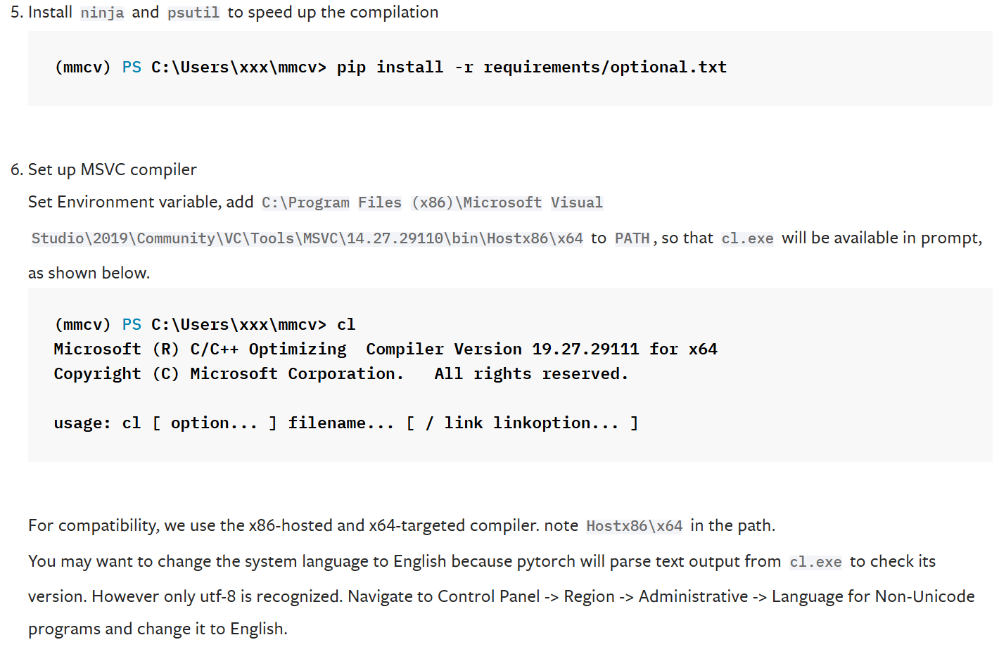 5. Install ninja and psutil to speed up the compilation
(mmcv) PS C:\Users\xxx\mmcv> pip install -r requirements/optional.txt
6. Set up MSVC compiler
Set Environment variable, add C:\Program Files (x86)\Microsoft Visual
Studio\2019\Community\VC\Tools\MSVC\14.27.29110\bin\Hostx86\x64 to PATH, so that cl.exe will be available in prompt,
as shown below.
(mmcv) PS C:\Users\xxx\mmcv> cl
Microsoft (R) C/C++ Optimizing  Compiler Version 19.27.29111 for x64
Copyright (C) Microsoft Corporation.   All rights reserved.
usage: cl [ option... ] filename... [ / link linkoption... ]
For compatibility, we use the x86-hosted and x64-targeted compiler. note Hostx86\x64 in the path.
You may want to change the system language to English because pytorch will parse text output from cl.exe to check its
version. However only utf-8 is recognized. Navigate to Control Panel -> Region -> Administrative -> Language for Non-Unicode
programs and change it to English.